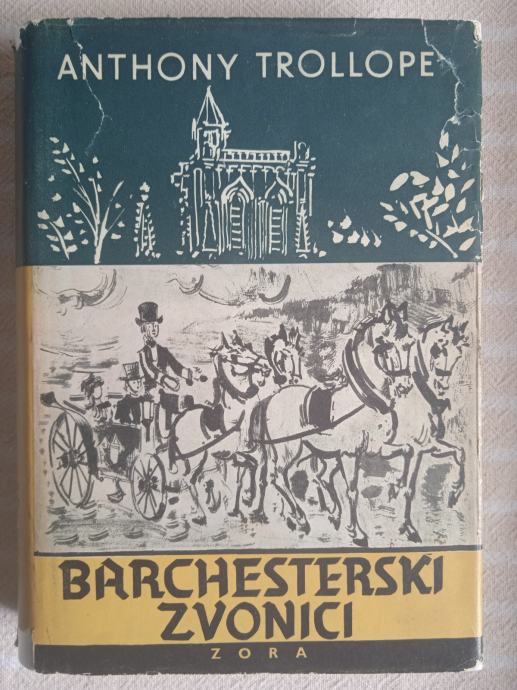 ANTHONY TROLLOPE
BARCHESTERSKI
ZVONICI
ZORA